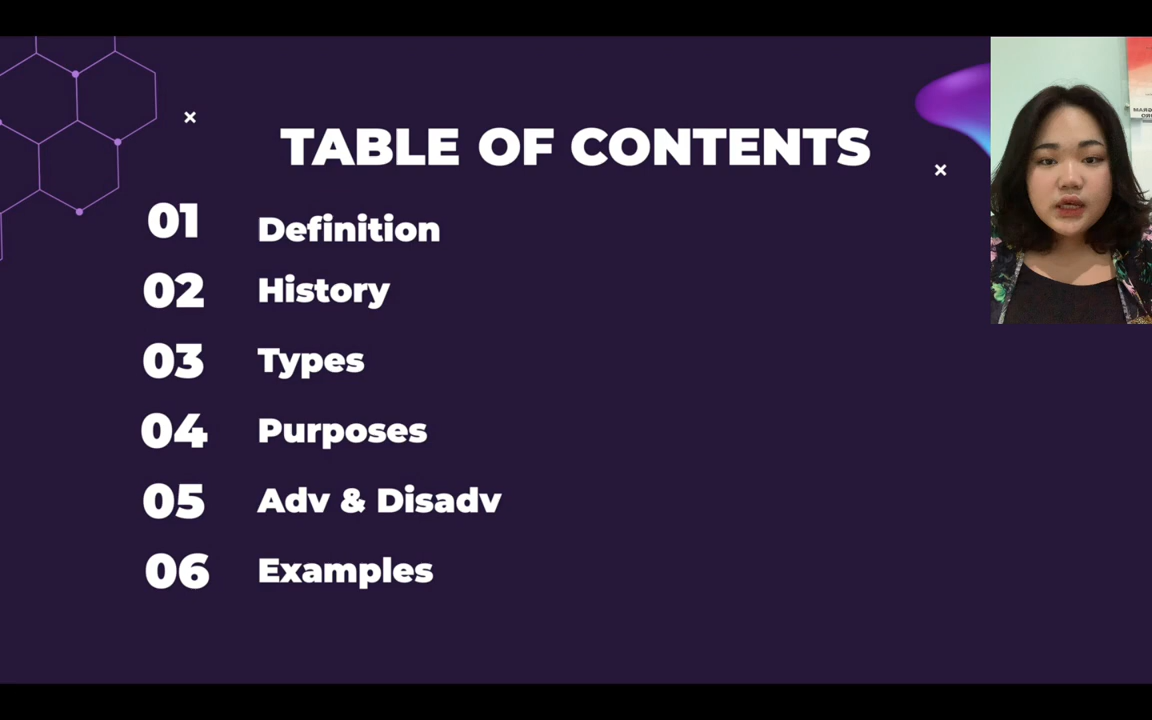 TABLE OF CONTENTS
01 Definition
02 History
03 Types
04 Purposes
05 Adv & Disadv
06 Examples